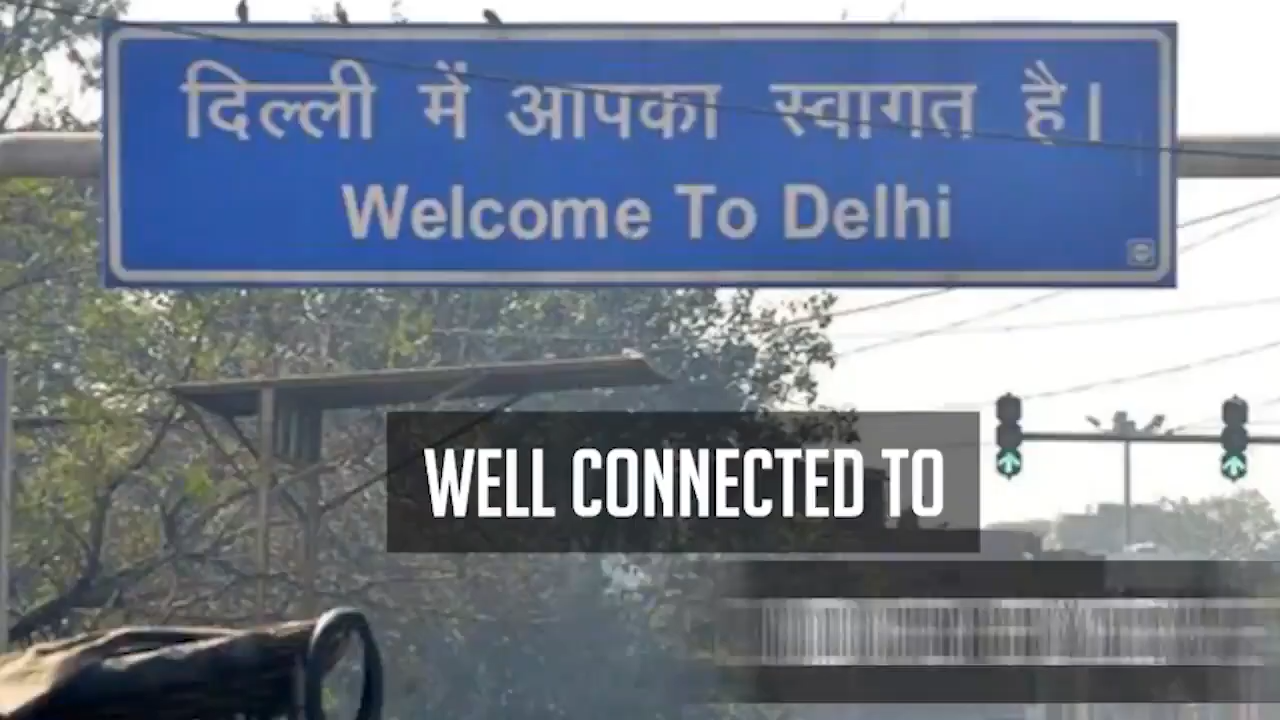 दिल्ली में आपका स्वागत है।
Welcome To Delhi
WELL CONNECTED TO